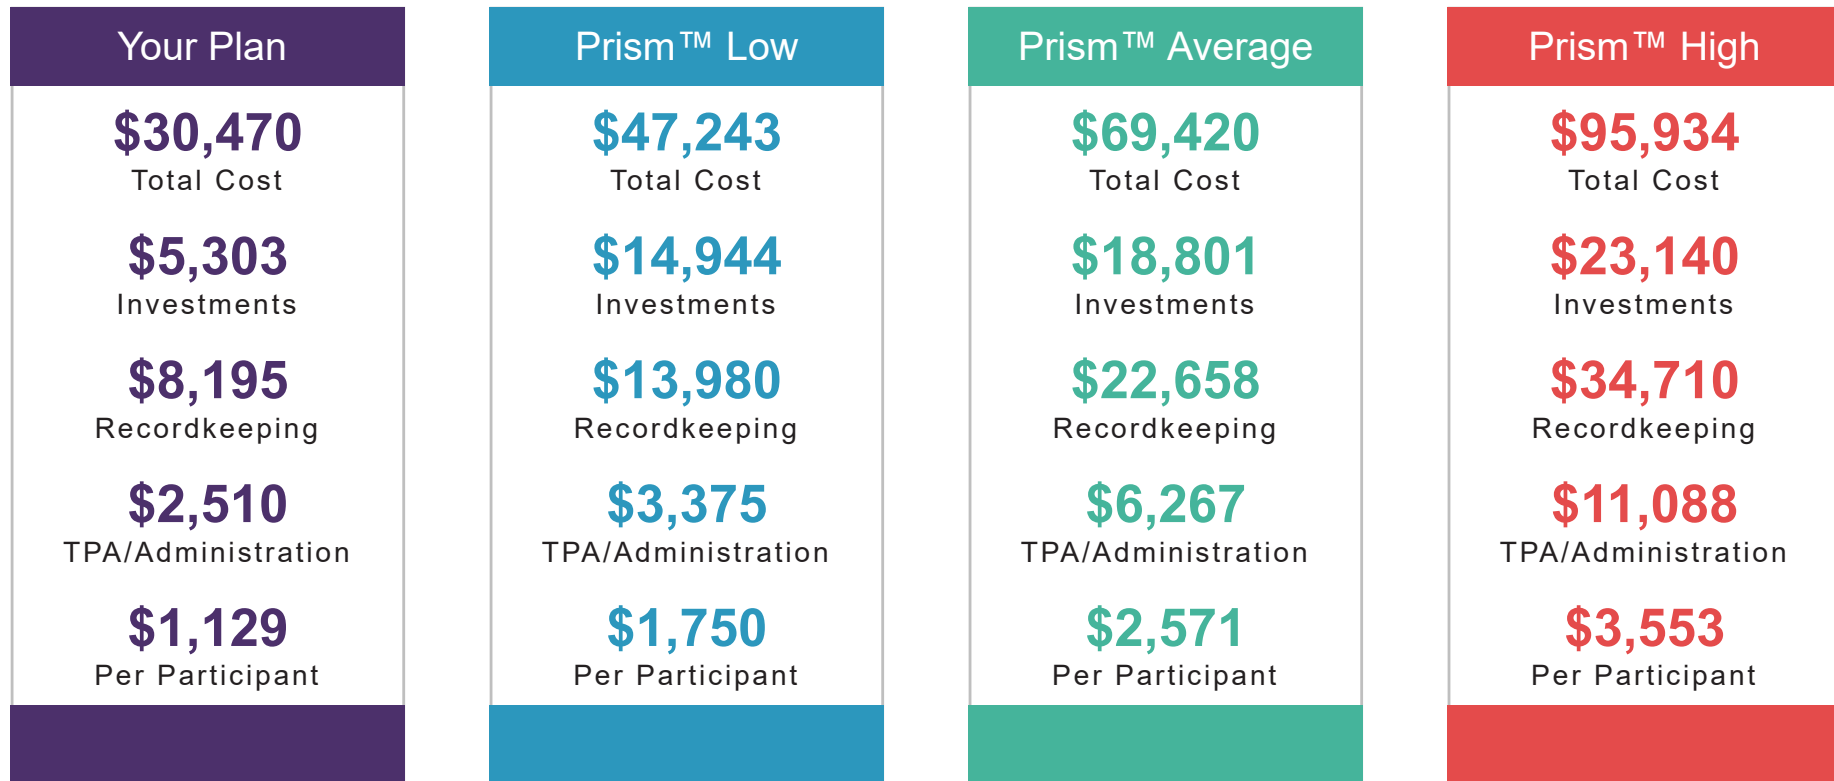 Your Plan
$30,470
Total Cost
$5,303
Investments
$8,195
Recordkeeping
$2,510
TPA/Administration
$1,129
Per Participant
Prism™ Low
$47,243
Total Cost
$14,944
Investments
$13,980
Recordkeeping
$3,375
TPA/Administration
$1,750
Per Participant
Prism™ Average
$69,420
Total Cost
$18,801
Investments
$22,658
Recordkeeping
$6,267
TPA/Administration
$2,571
Per Participant
Prism™ High
$95,934
Total Cost
$23,140
Investments
$34,710
Recordkeeping
$11,088
TPA/Administration
$3,553
Per Participant